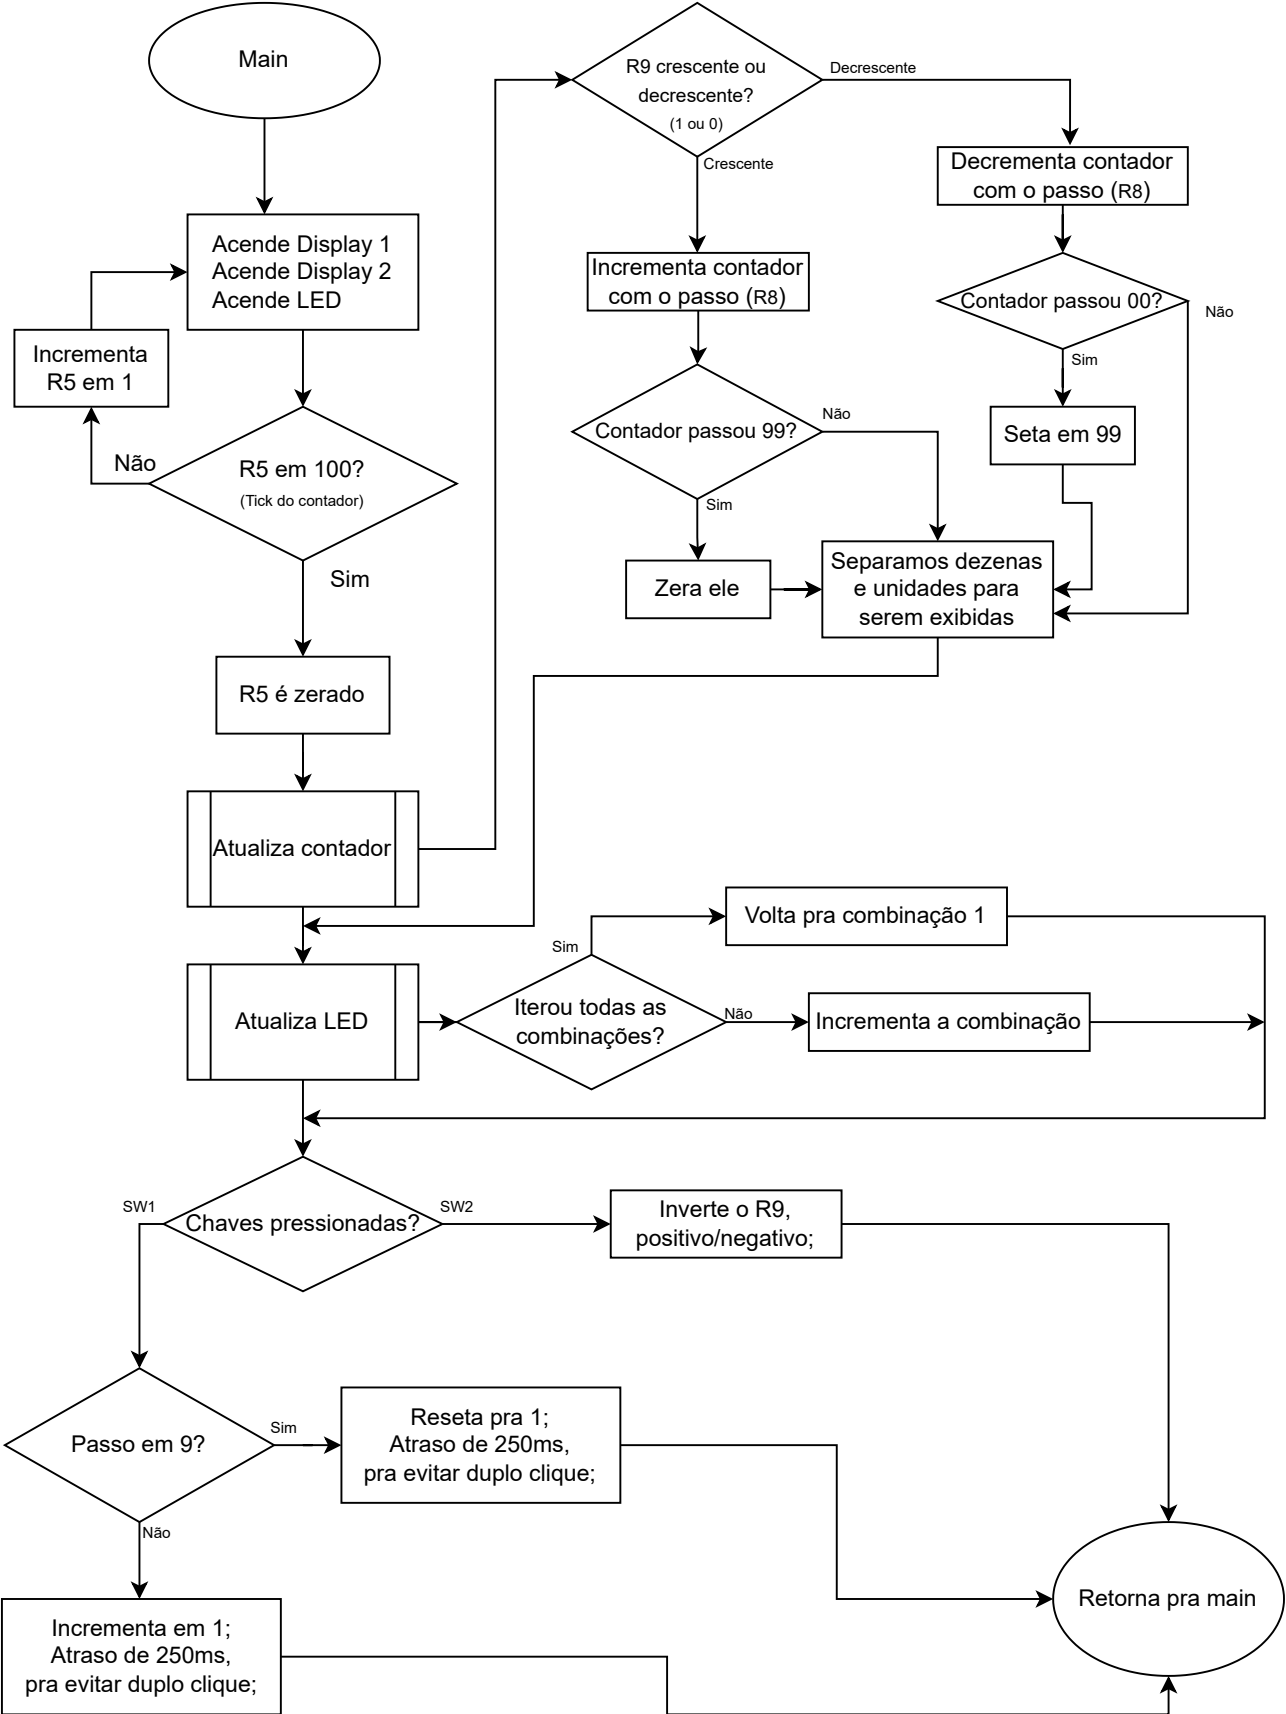 Main
Acende Display 1
Acende Display 2
Acende LED
Incrementa
R5 em 1
Não
R5 em 100?
(Tick do contador)
Sim
R5 é zerado
Atualiza contador
R9 crescente ou
decrescente?
(1 ou 0)
Decrescente
Crescente
Decrementa contador
com o passo (R8)
Incrementa contador
com o passo (R8)
Contador passou 00?
Não
Sim
Seta em 99
Contador passou 99?
Não
Sim
Zera ele
Separamos dezenas
e unidades para
serem exibidas
Atualiza LED
Iterou todas as
combinações?
Sim
Volta pra combinação 1
Não
Incrementa a combinação
Chaves pressionadas?
SW1
SW2
Inverte o R9,
positivo/negativo;
Passo em 9?
Sim
Reseta pra 1;
Atraso de 250ms,
pra evitar duplo clique;
Não
Incrementa em 1;
Atraso de 250ms,
pra evitar duplo clique;
Retorna pra main